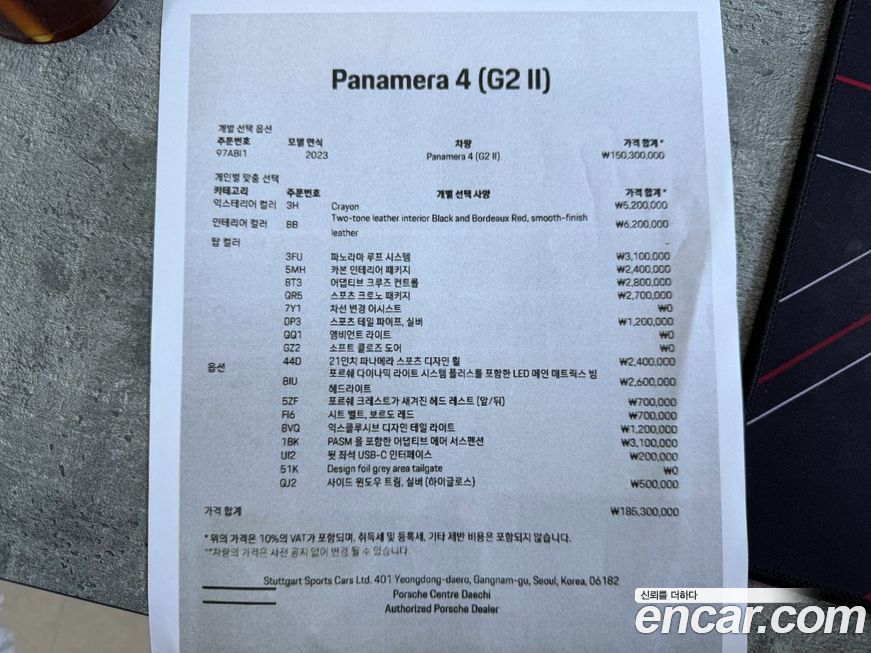 Panamera 4 (G2 II)
개별 선택 옵션
주문번호 모델 연식 차량 가격 합계*
97ABI1 2023 Panamera 4 (G2 II) ₩150,300,000
개인별 맞춤 선택
카테고리 주문번호 개별 선택 사양 가격 합계*
익스테리어 컬러 3H Crayon ₩5,200,000
인테리어 컬러 BB Two-tone leather interior Black and Bordeaux Red, smooth-finish leather ₩6,200,000
탑 컬러 -
3FU 파노라마 루프 시스템 ₩3,100,000
5MH 카본 인테리어 패키지 ₩2,400,000
8T3 어댑티브 크루즈 컨트롤 ₩2,800,000
QR5 스포츠 크로노 패키지 ₩2,700,000
7Y1 차선 변경 어시스트 ₩0
0P3 스포츠 테일 파이프, 실버 ₩1,200,000
QQ1 앰비언트 라이트 ₩0
GZ2 소프트 클로즈 도어 ₩0
44D 21인치 파나메라 스포츠 디자인 휠 ₩2,400,000
옵션 8IU 포르쉐 다이나믹 라이트 시스템 플러스를 포함한 LED 메인 매트릭스 빔 헤드라이트 ₩2,600,000
5ZF 포르쉐 크레스트가 새겨진 헤드 레스트 (앞/뒤) ₩700,000
FI6 시트 벨트, 보르도 레드 ₩700,000
8VQ 익스클루시브 디자인 테일 라이트 ₩1,200,000
1BK PASM 을 포함한 어댑티브 에어 서스펜션 ₩3,100,000
UI2 뒷 좌석 USB-C 인터페이스 ₩200,000
51K Design foil grey area tailgate ₩0
QJ2 사이드 윈도우 트림, 실버 (하이글로스) ₩500,000
가격 합계 ₩185,300,000
* 위의 가격은 10%의 VAT가 포함되며, 취득세 및 등록세, 기타 제반 비용은 포함되지 않습니다.
**차량의 가격은 사전 공지 없이 변경 될 수 있습니다.
Stuttgart Sports Cars Ltd. 401 Yeongdong-daero, Gangnam-gu, Seoul, Korea, 06182
Porsche Centre Daechi
Authorized Porsche Dealer
신뢰를 더하다
encar.com